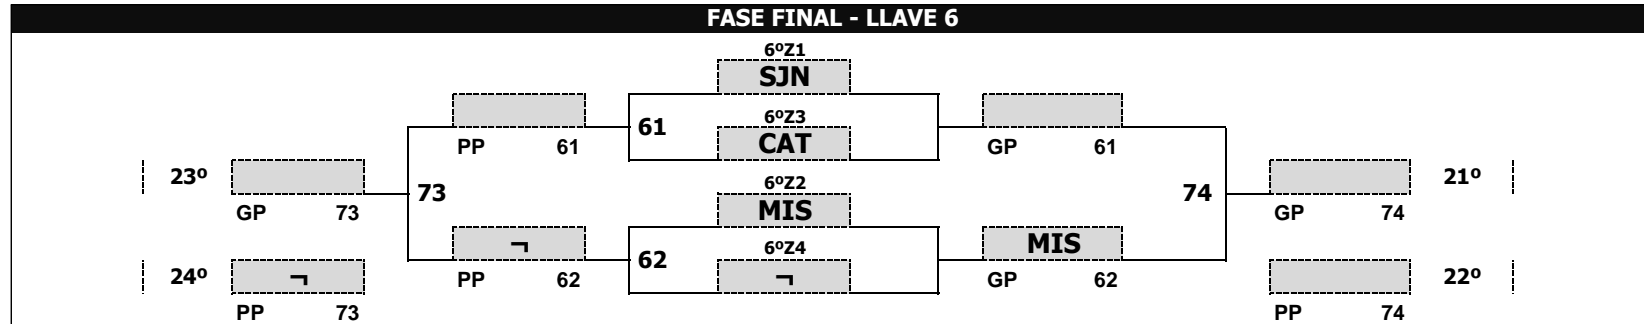 FASE FINAL - LLAVE 6
6ºZ1
SJN
61
6ºZ3
CAT
PP 61
GP 61
23º
73
6ºZ2
MIS
74
21º
GP 73
GP 74
¬
62
6ºZ4
¬
MIS
PP 62
GP 62
24º
¬
22º
PP 73
PP 74